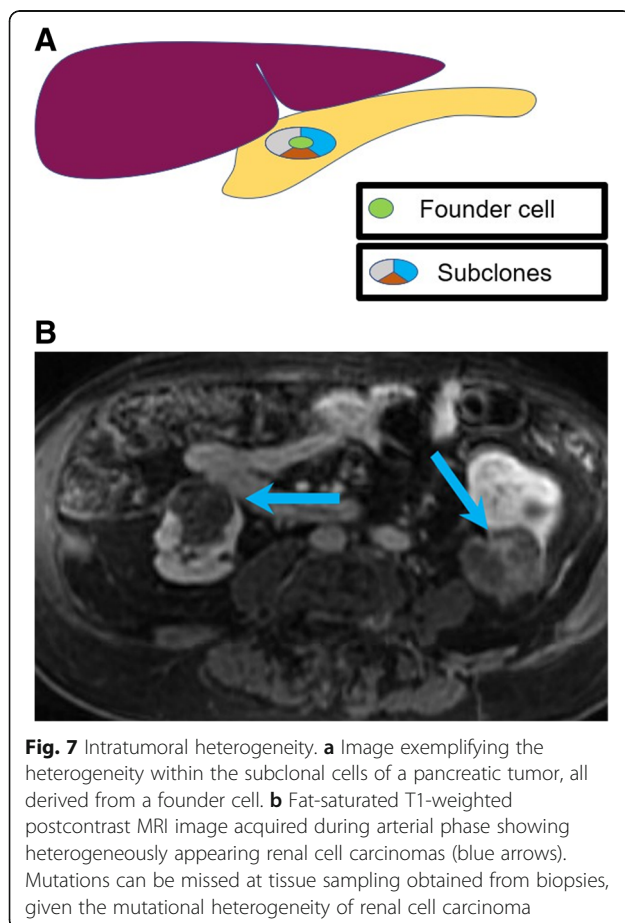 A
Founder cell
Subclones
B
Fig. 7 Intratumoral heterogeneity. a Image exemplifying the
heterogeneity within the subclonal cells of a pancreatic tumor, all
derived from a founder cell. b Fat-saturated T1-weighted
postcontrast MRI image acquired during arterial phase showing
heterogeneously appearing renal cell carcinomas (blue arrows).
Mutations can be missed at tissue sampling obtained from biopsies,
given the mutational heterogeneity of renal cell carcinoma